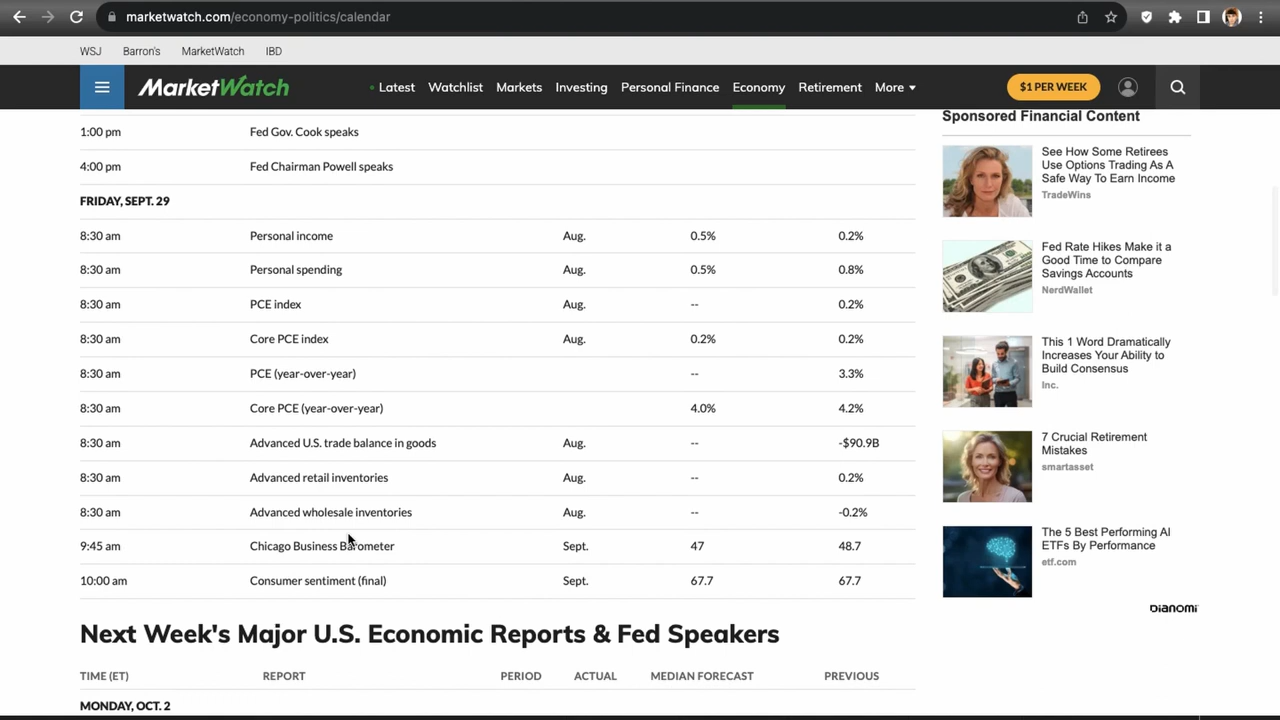 marketwatch.com/economy-politics/calendar
WSJ Barron's MarketWatch IBD
MarketWatch Latest Watchlist Markets Investing Personal Finance Economy Retirement More $1 PER WEEK
1:00 pm Fed Gov. Cook speaks
4:00 pm Fed Chairman Powell speaks
FRIDAY, SEPT. 29
8:30 am Personal income Aug. 0.5% 0.2%
8:30 am Personal spending Aug. 0.5% 0.8%
8:30 am PCE index Aug. -- 0.2%
8:30 am Core PCE index Aug. 0.2% 0.2%
8:30 am PCE (year-over-year) -- 3.3%
8:30 am Core PCE (year-over-year) 4.0% 4.2%
8:30 am Advanced U.S. trade balance in goods Aug. -- -$90.9B
8:30 am Advanced retail inventories Aug. -- 0.2%
8:30 am Advanced wholesale inventories Aug. -- -0.2%
9:45 am Chicago Business Barometer Sept. 47 48.7
10:00 am Consumer sentiment (final) Sept. 67.7 67.7
Next Week's Major U.S. Economic Reports & Fed Speakers
TIME (ET) REPORT PERIOD ACTUAL MEDIAN FORECAST PREVIOUS
MONDAY, OCT. 2
Sponsored Financial Content
See How Some Retirees
Use Options Trading As A
Safe Way To Earn Income
TradeWins
Fed Rate Hikes Make it a
Good Time to Compare
Savings Accounts
NerdWallet
This 1 Word Dramatically
Increases Your Ability to
Build Consensus
Inc.
7 Crucial Retirement
Mistakes
smartasset
The 5 Best Performing AI
ETFs By Performance
etf.com
Dianomi